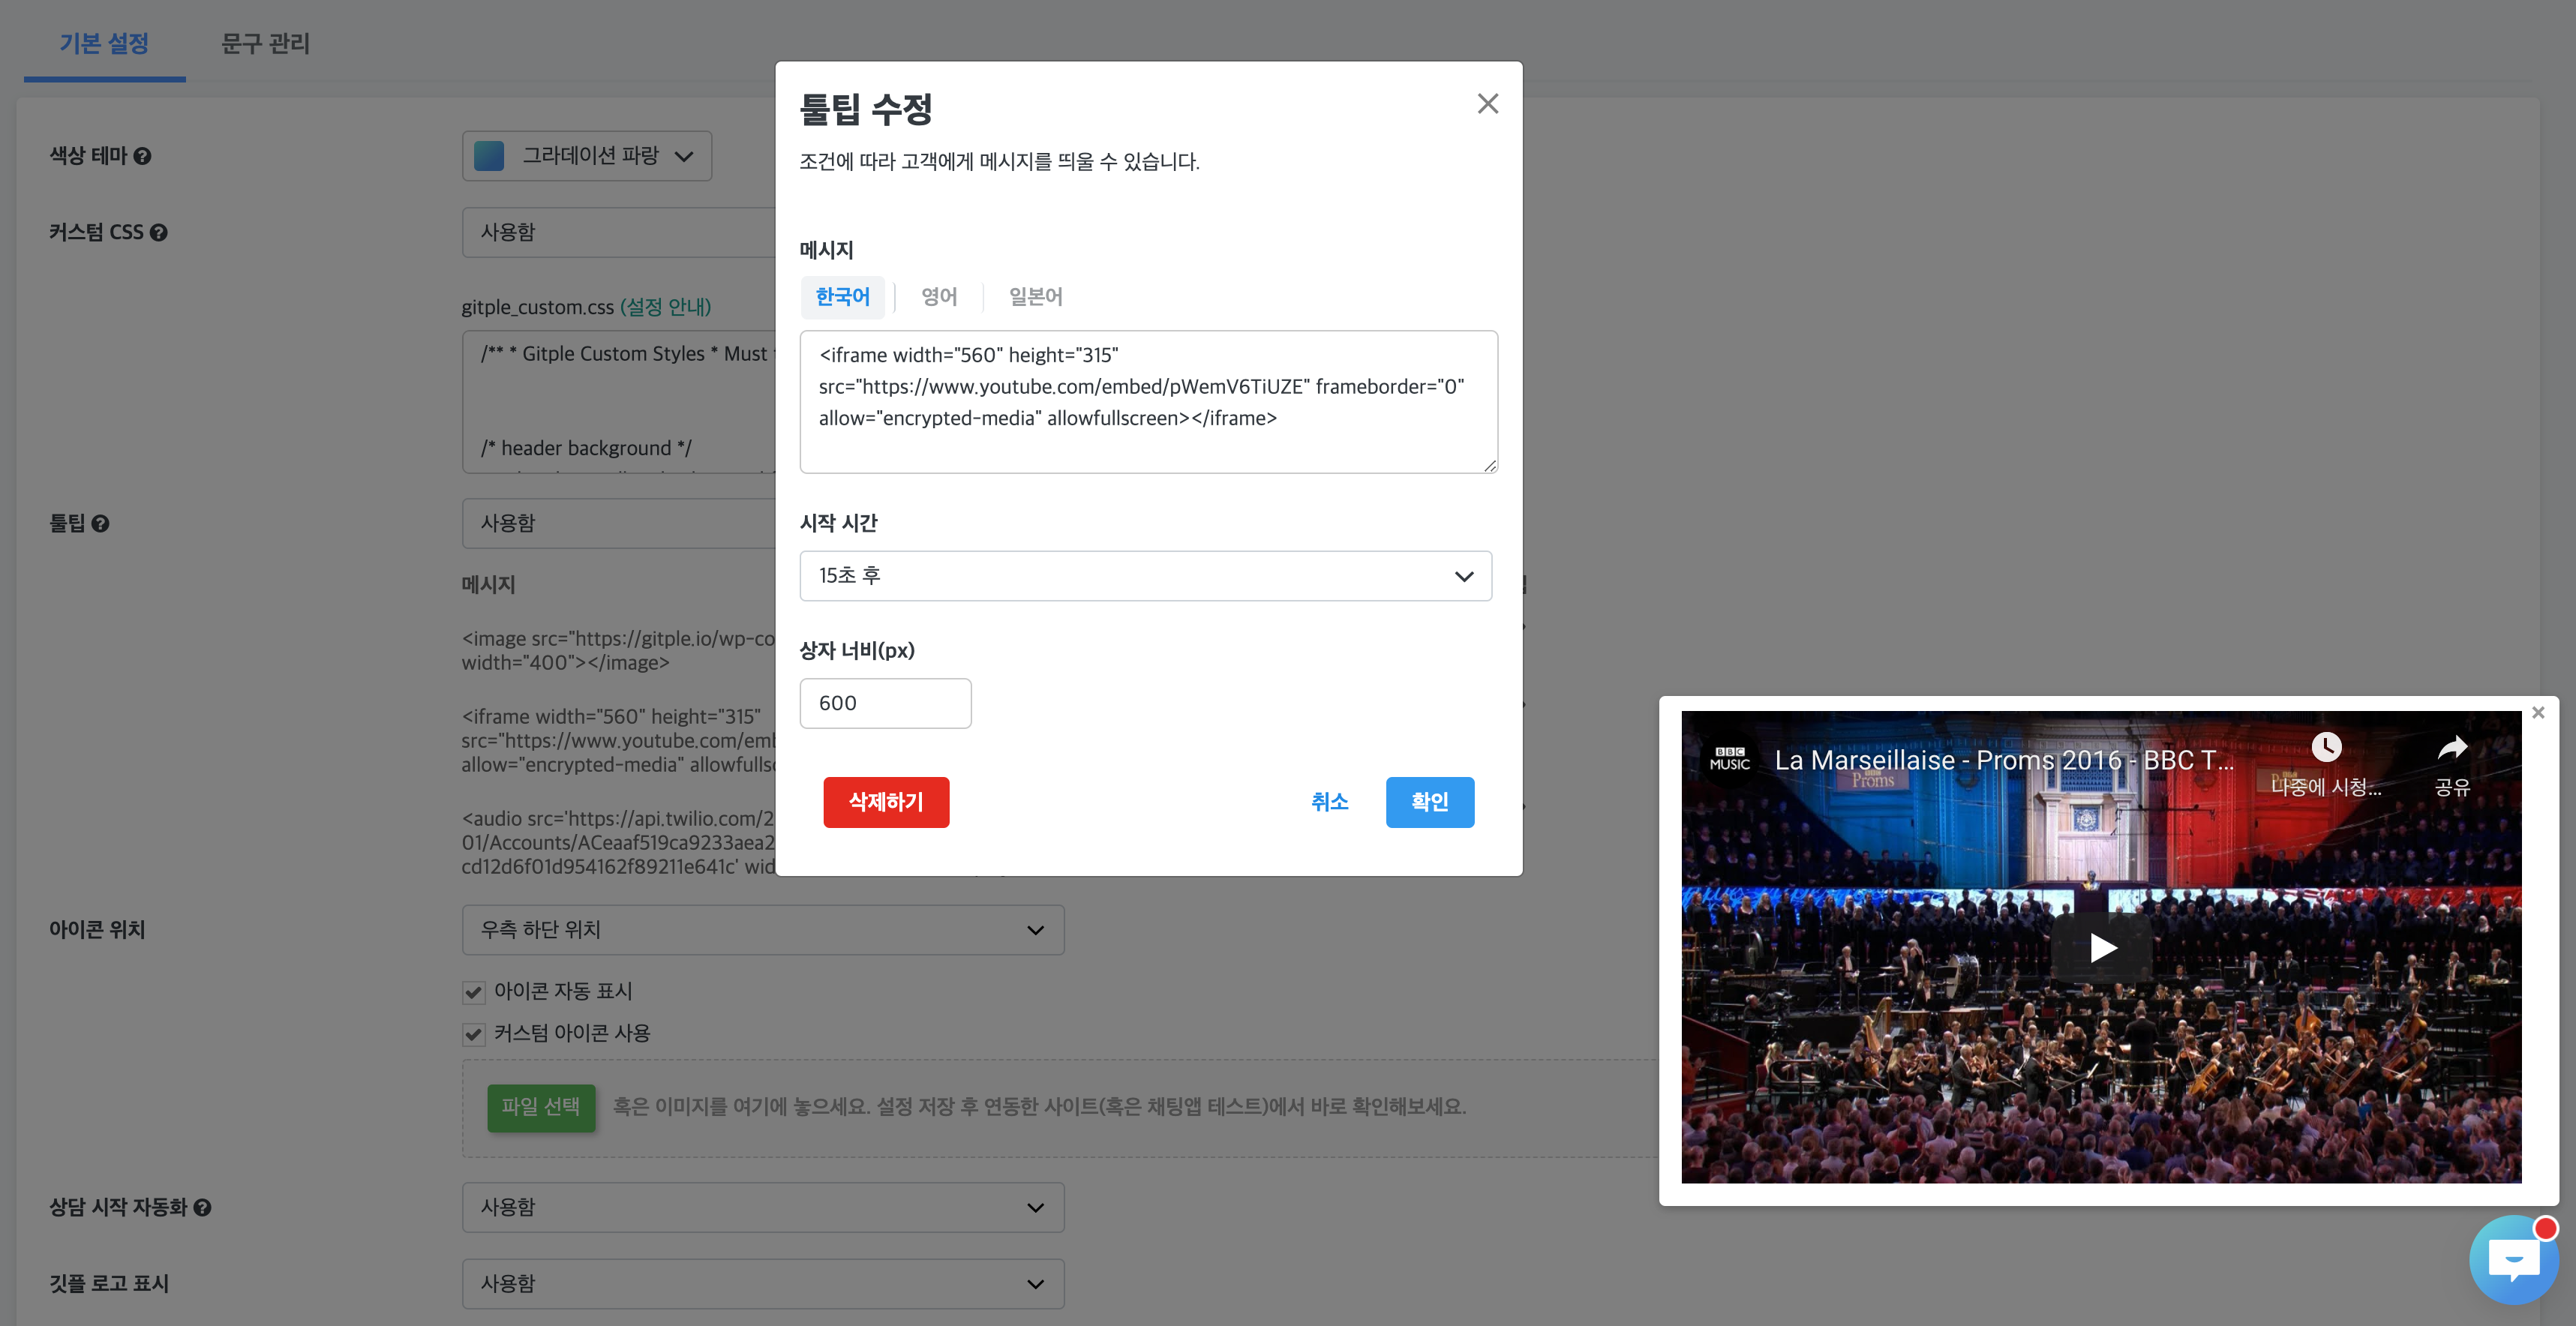 기본 설정
문구 관리
색상 테마
그라데이션 파랑
커스텀 CSS
사용함
gitple_custom.css (설정 안내)
/** * Gitple Custom Styles * Must
/* header background */
툴팁
사용함
메시지
<image src="https://gitple.io/wp-co
width="400"></image>
<iframe width="560" height="315"
src="https://www.youtube.com/em
allow="encrypted-media" allowfulls
<audio src='https://api.twilio.com/2
01/Accounts/ACeaaf519ca9233aea2
cd12d6f01d954162f89211e641c' wid
아이콘 위치
우측 하단 위치
아이콘 자동 표시
커스텀 아이콘 사용
파일 선택
혹은 이미지를 여기에 놓으세요. 설정 저장 후 연동한 사이트(혹은 채팅앱 테스트)에서 바로 확인해보세요.
상담 시작 자동화
사용함
깃플 로고 표시
사용함
툴팁 수정
조건에 따라 고객에게 메시지를 띄울 수 있습니다.
메시지
한국어
영어
일본어
<iframe width="560" height="315"
src="https://www.youtube.com/embed/pWemV6TiUZE" frameborder="0"
allow="encrypted-media" allowfullscreen></iframe>
시작 시간
15초 후
상자 너비(px)
600
삭제하기
취소
확인
BBC
MUSIC
La Marseillaise - Proms 2016 - BBC T...
나중에 시청...
공유
Proms